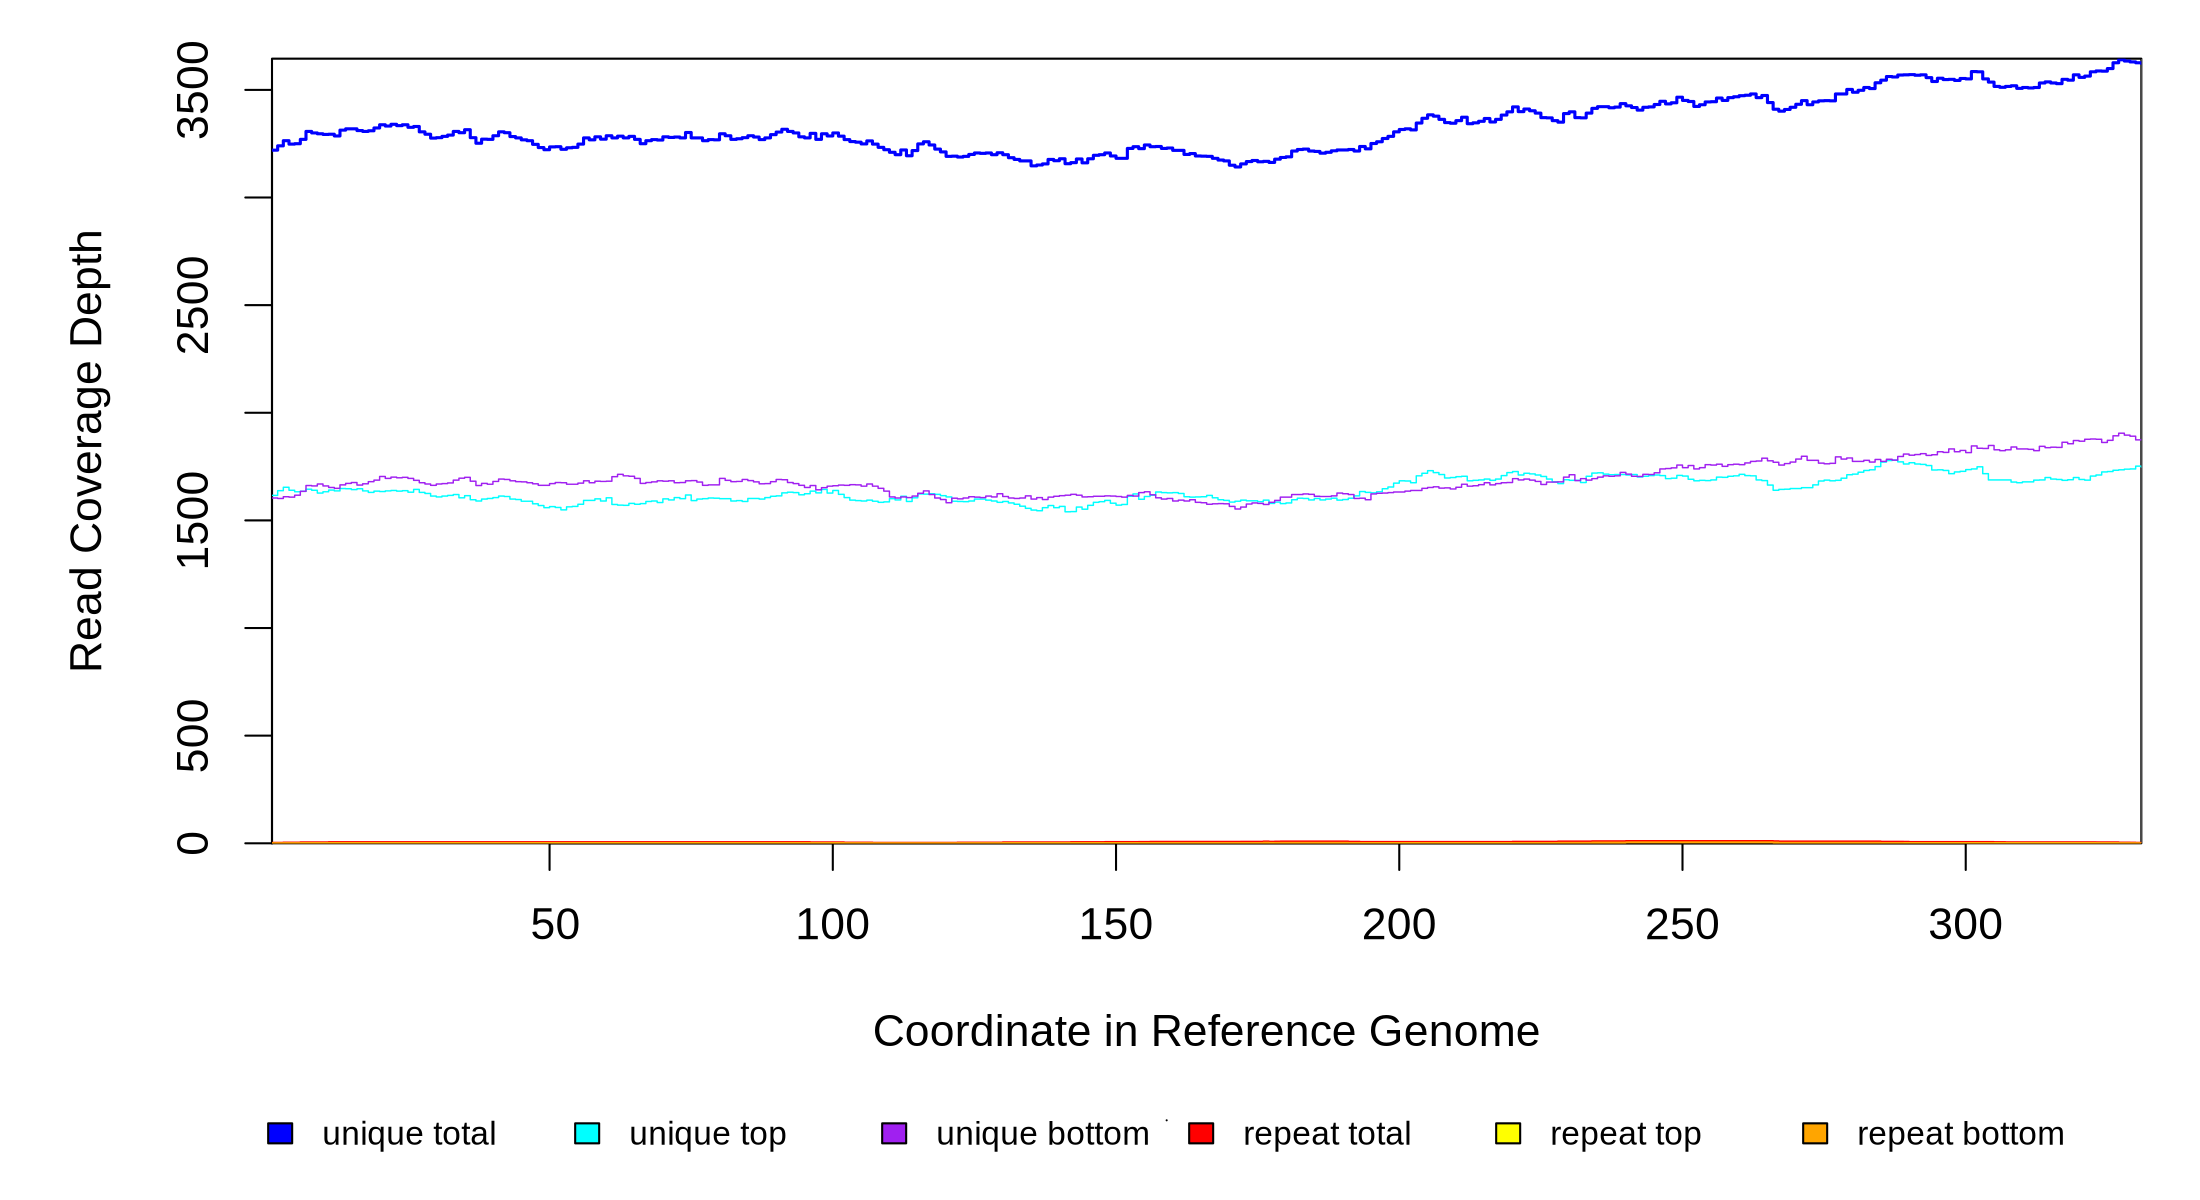 3500
2500
1500
500
0
Read Coverage Depth
50 100 150 200 250 300
Coordinate in Reference Genome
unique total unique top unique bottom repeat total repeat top repeat bottom